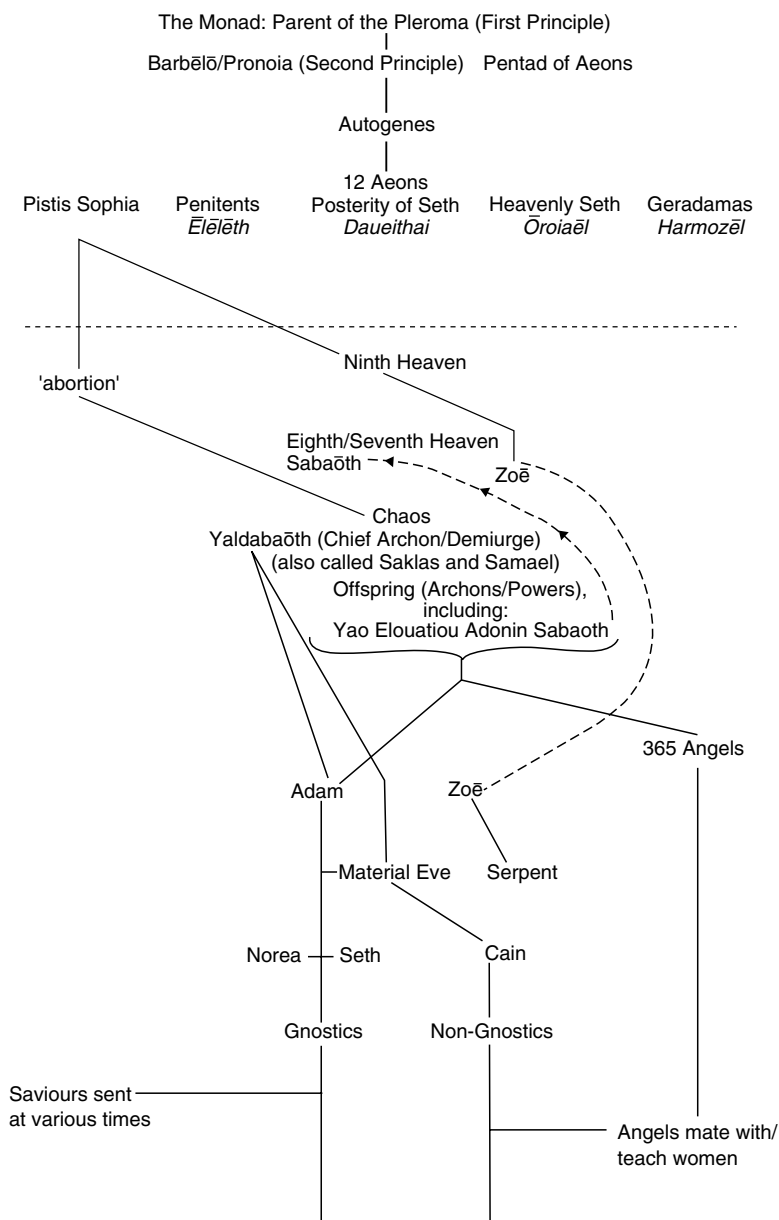 The Monad: Parent of the Pleroma (First Principle)
Barbēlō/Pronoia (Second Principle) Pentad of Aeons
Autogenes
12 Aeons
Pistis Sophia Penitents Posterity of Seth Heavenly Seth Geradamas
Ēlēlēth Daueithai Ōroiaēl Harmozēl
Ninth Heaven
'abortion'
Eighth/Seventh Heaven
Sabaōth Zoē
Chaos
Yaldabaōth (Chief Archon/Demiurge)
(also called Saklas and Samael)
Offspring (Archons/Powers),
including:
Yao Elouatiou Adonin Sabaoth
365 Angels
Adam Zoē
Material Eve Serpent
Norea Seth Cain
Gnostics Non-Gnostics
Saviours sent
at various times
Angels mate with/
teach women